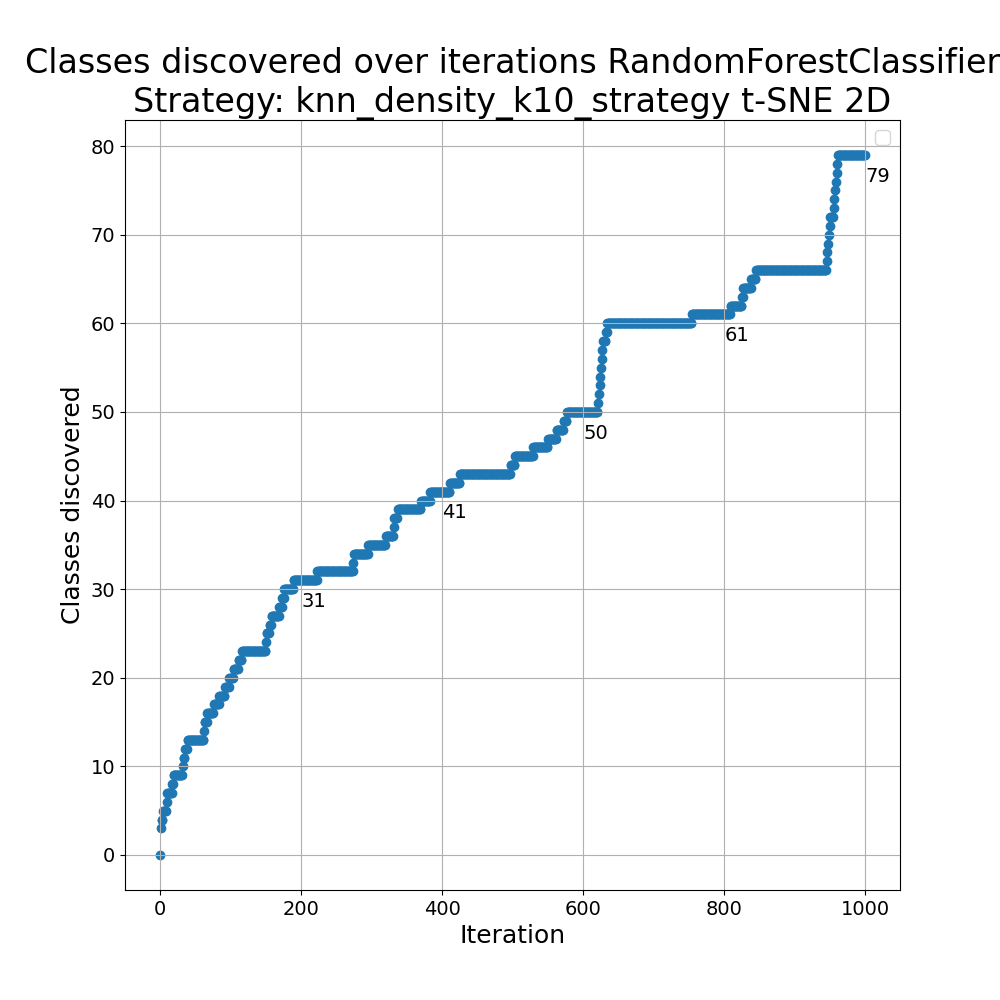 Classes discovered over iterations RandomForestClassifier
Strategy: knn_density_k10_strategy t-SNE 2D
80
70
60
50
40
30
20
10
0
Classes discovered
79
61
50
41
31
0 200 400 600 800 1000
Iteration